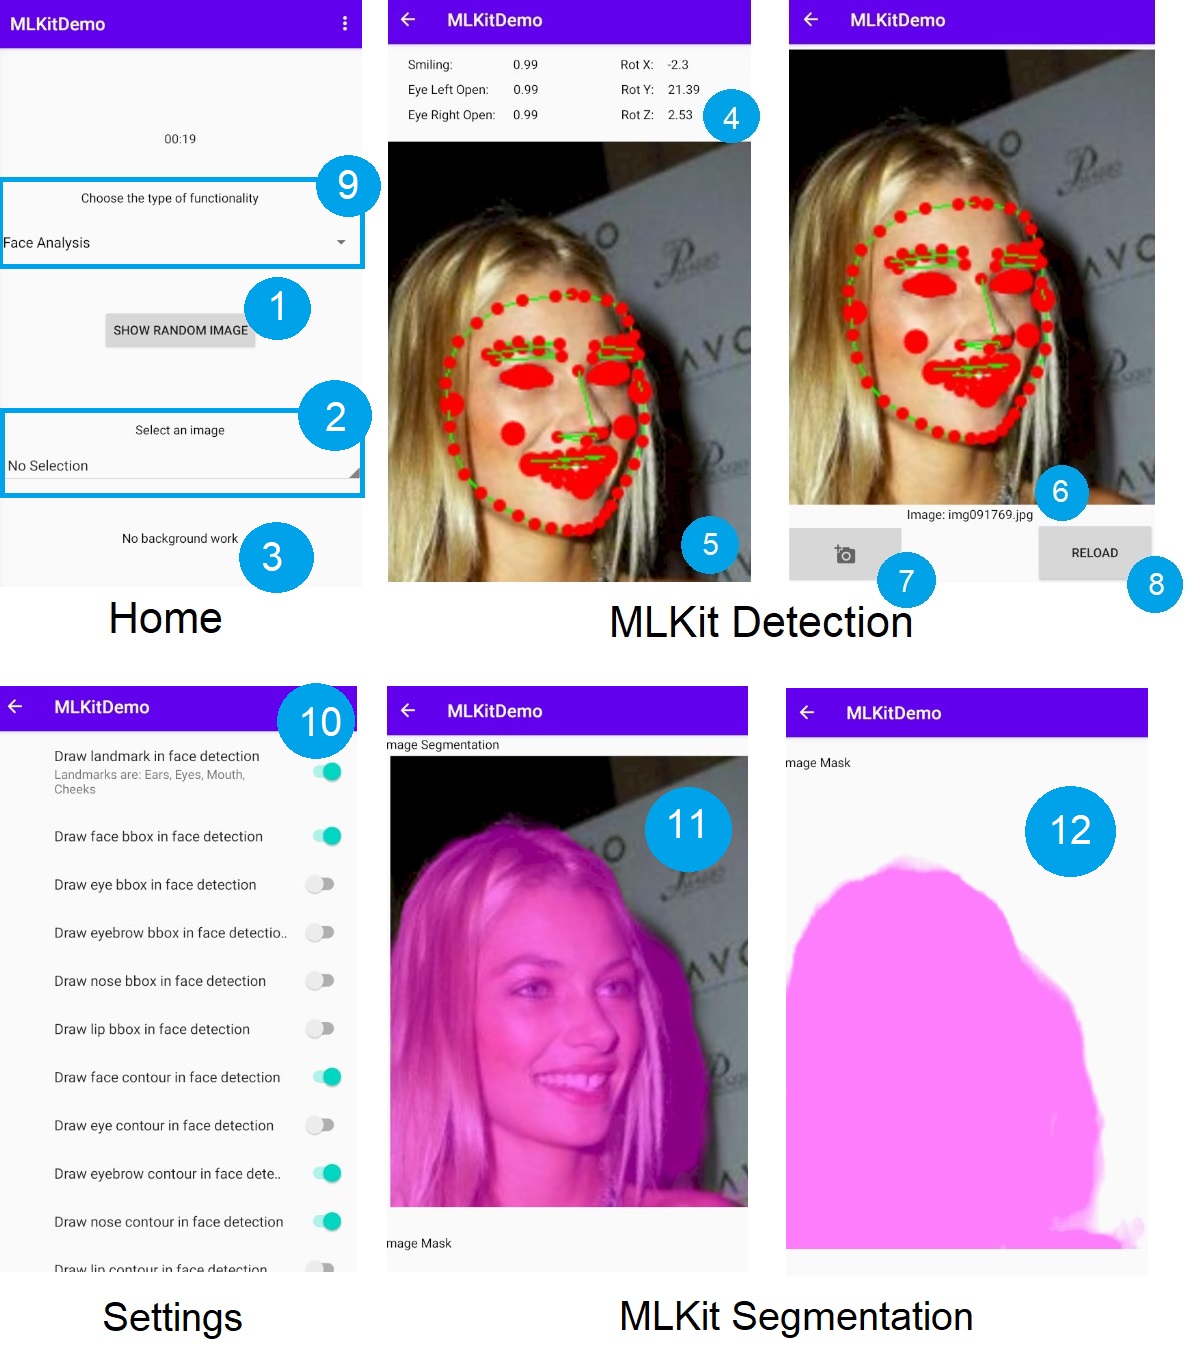 MLKitDemo
00:19
Choose the type of functionality
9
Face Analysis
1
SHOW RANDOM IMAGE
2
Select an image
No Selection
No background work
3
Home
MLKitDemo
Smiling: 0.99 Rot X: -2.3
Eye Left Open: 0.99 Rot Y: 21.39
Eye Right Open: 0.99 Rot Z: 2.53
4
AVO
5
MLKitDemo
AVO
6
Image: img091769.jpg
7
RELOAD
8
MLKit Detection
MLKitDemo
10
Draw landmark in face detection
Landmarks are: Ears, Eyes, Mouth,
Cheeks
Draw face bbox in face detection
Draw eye bbox in face detection
Draw eyebrow bbox in face detectio..
Draw nose bbox in face detection
Draw lip bbox in face detection
Draw face contour in face detection
Draw eye contour in face detection
Draw eyebrow contour in face dete..
Draw nose contour in face detection
Draw lip contour in face detection
Settings
MLKitDemo
mage Segmentation
11
AVO
mage Mask
MLKitDemo
mage Mask
12
MLKit Segmentation